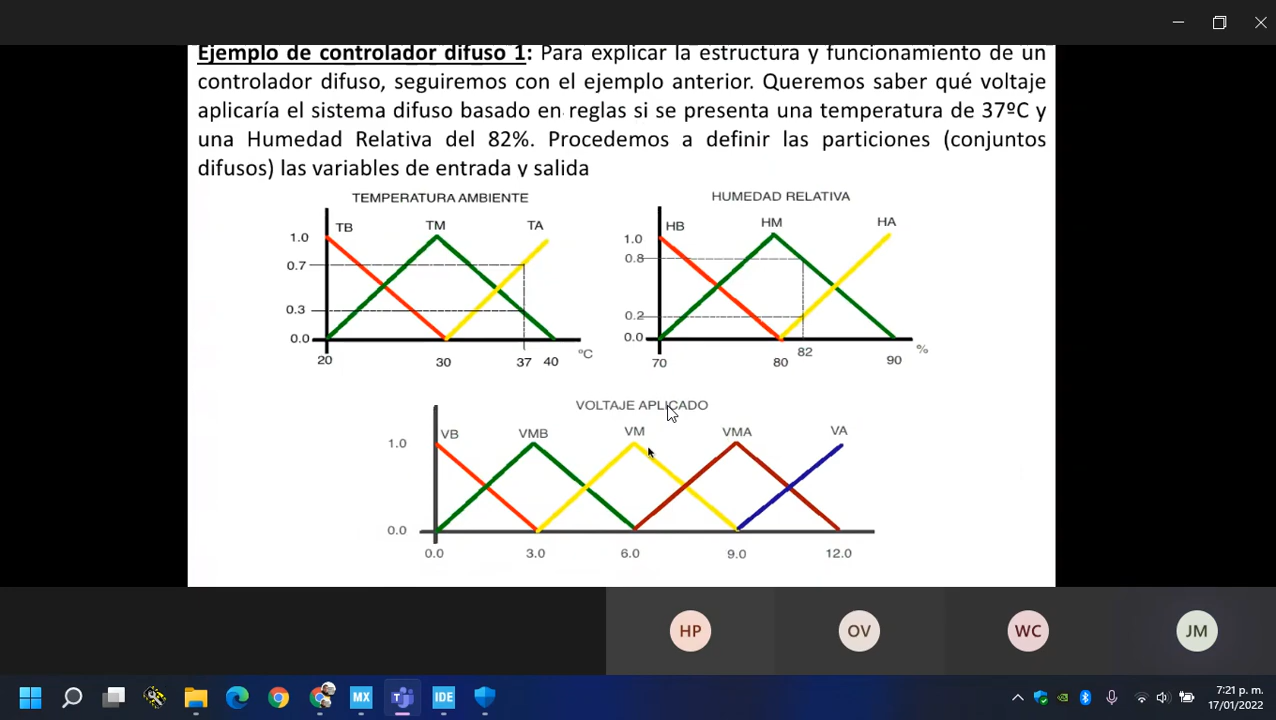 Ejemplo de controlador difuso 1: Para explicar la estructura y funcionamiento de un
controlador difuso, seguiremos con el ejemplo anterior. Queremos saber qué voltaje
aplicaría el sistema difuso basado en reglas si se presenta una temperatura de 37ºC y
una Humedad Relativa del 82%. Procedemos a definir las particiones (conjuntos
difusos) las variables de entrada y salida
TEMPERATURA AMBIENTE
TB TM TA
1.0
0.7
0.3
0.0
20 30 37 40 ºC
HUMEDAD RELATIVA
HB HM HA
1.0
0.8
0.2
0.0
70 80 82 90 %
VOLTAJE APLICADO
VB VMB VM VMA VA
1.0
0.0
0.0 3.0 6.0 9.0 12.0
HP OV WC JM
MX IDE
7:21 p. m.
17/01/2022